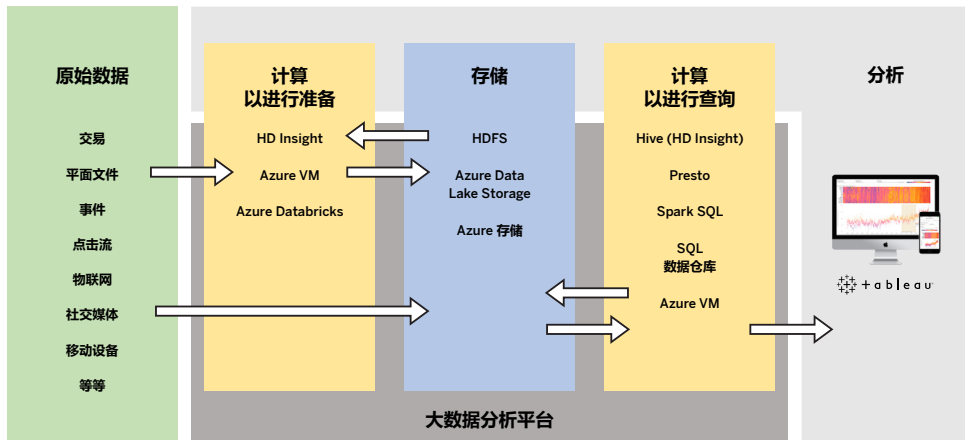 原始数据
交易
平面文件
事件
点击流
物联网
社交媒体
移动设备
等等
计算
以进行准备
HD Insight
Azure VM
Azure Databricks
存储
HDFS
Azure Data
Lake Storage
Azure 存储
计算
以进行查询
Hive (HD Insight)
Presto
Spark SQL
SQL
数据仓库
Azure VM
分析
+ableau
大数据分析平台